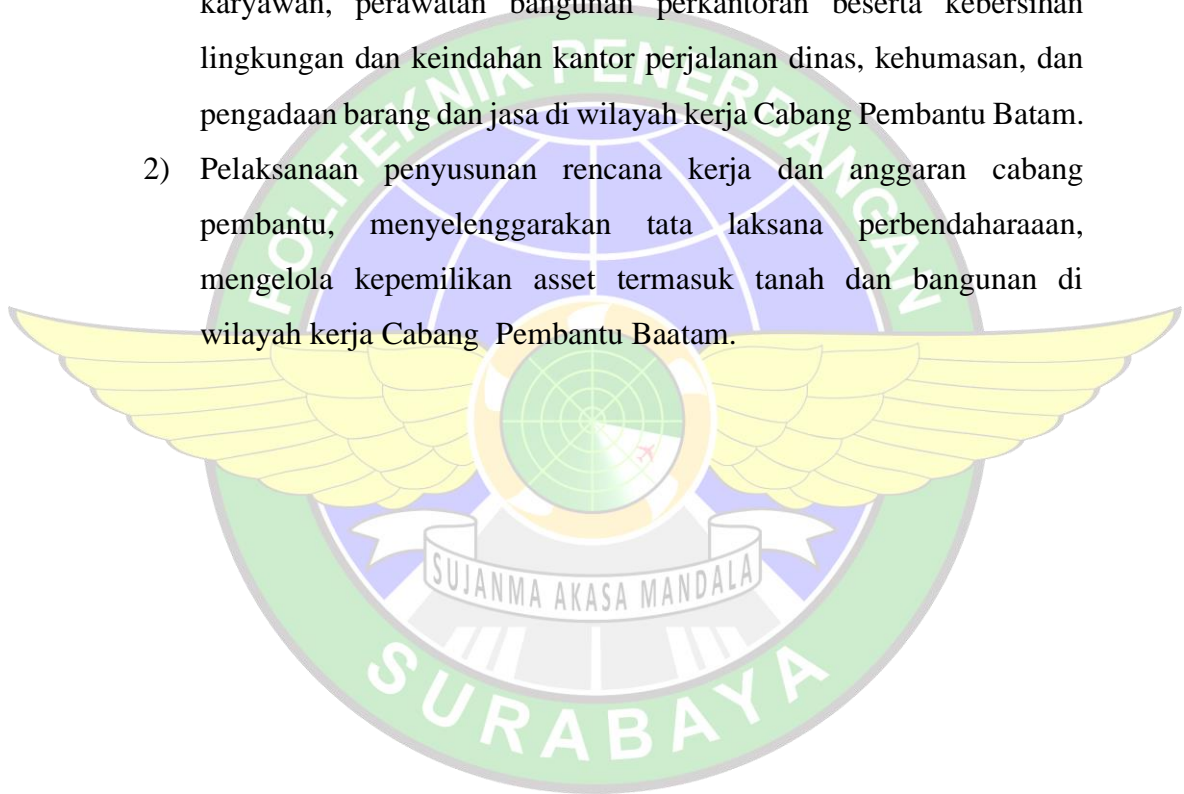 karyawan, perawatan bangunan perkantoran beserta kebersihan
lingkungan dan keindahan kantor perjalanan dinas, kehumasan, dan
pengadaan barang dan jasa di wilayah kerja Cabang Pembantu Batam.
2) Pelaksanaan penyusunan rencana kerja dan anggaran cabang
pembantu, menyelenggarakan tata laksana perbendaharaaan,
mengelola kepemilikan asset termasuk tanah dan bangunan di
wilayah kerja Cabang Pembantu Baatam.
POLITEKNIK PENERBANGAN
SUJANMA AKASA MANDALA
SURABAYA